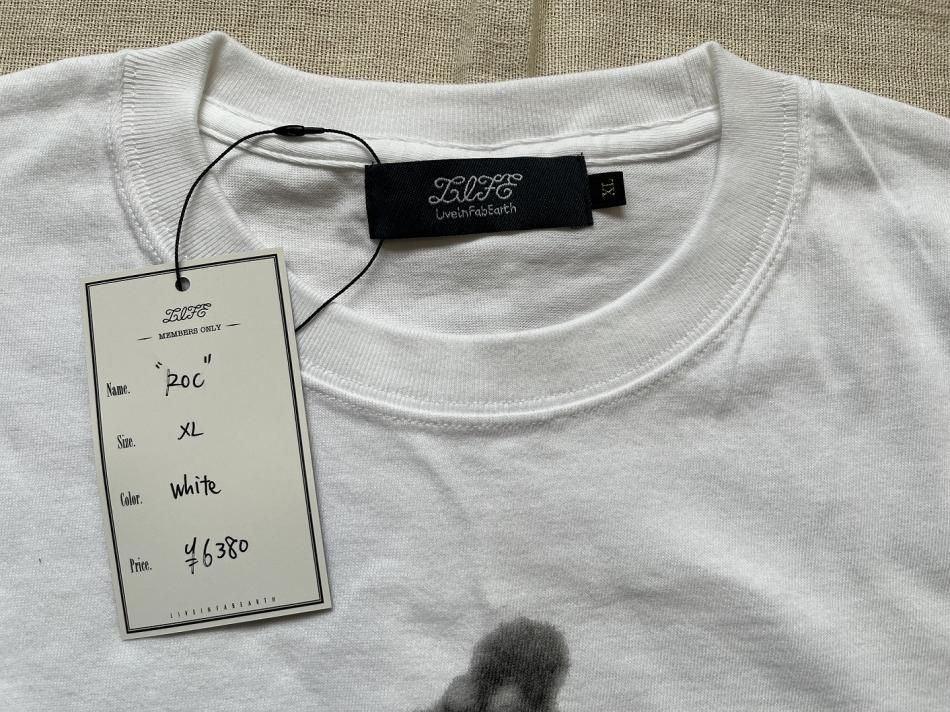 LIFE
LiveinFabEarth
XL
LIFE
MEMBERS ONLY
Name. "ROC"
Size. XL
Color. White
Price. ¥6380
LIVEINFABEARTH